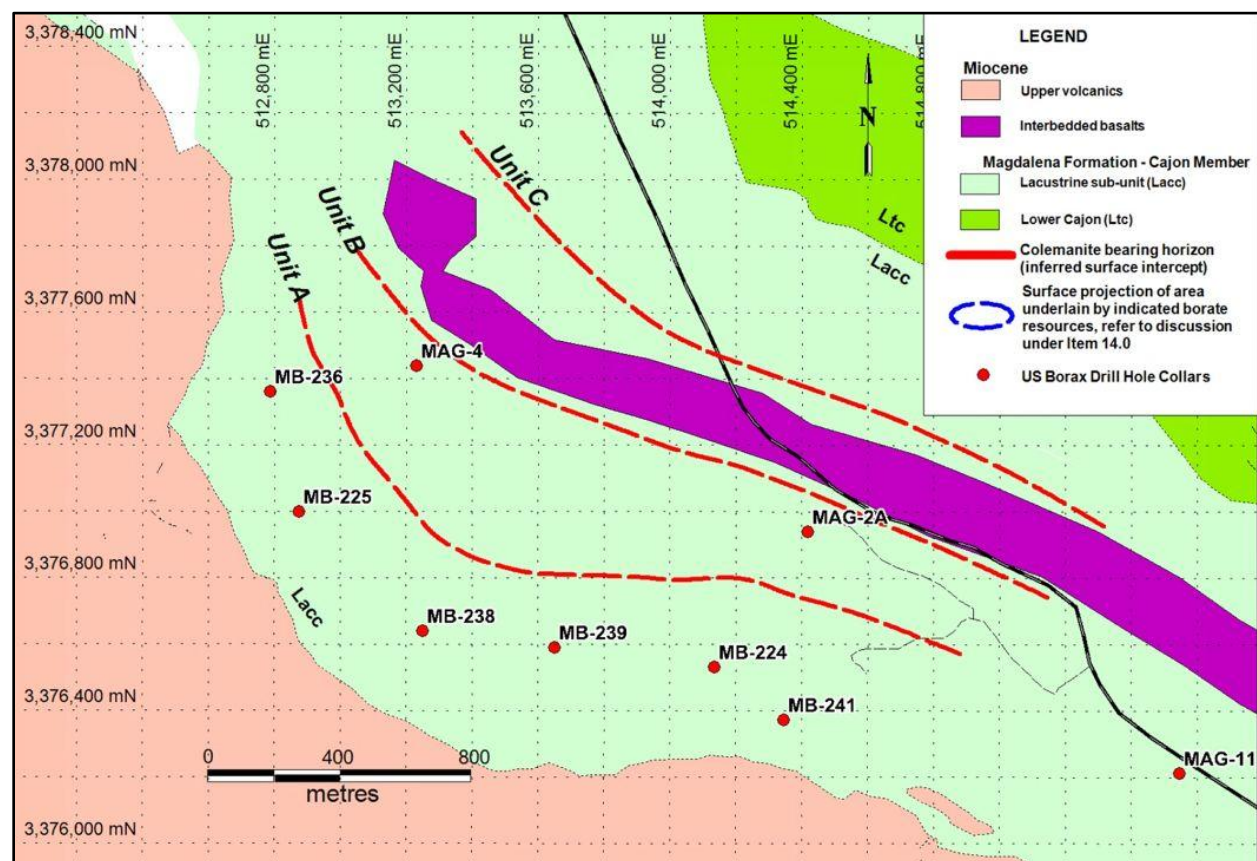 3,378,400 mN
3,378,000 mN
3,377,600 mN
3,377,200 mN
3,376,800 mN
3,376,400 mN
3,376,000 mN
512,800 mE
513,200 mE
513,600 mE
514,000 mE
514,400 mE
514,800 mE
N
LEGEND
Miocene
Upper volcanics
Interbedded basalts
Magdalena Formation - Cajon Member
Lacustrine sub-unit (Lacc)
Lower Cajon (Ltc)
Colemanite bearing horizon
(inferred surface intercept)
Surface projection of area
underlain by indicated borate
resources, refer to discussion
under Item 14.0
US Borax Drill Hole Collars
Unit C
Unit B
Unit A
Ltc
Lacc
MAG-4
MB-236
MB-225
MAG-2A
Lacc
MB-238
MB-239
MB-224
MB-241
MAG-11
0 400 800
metres